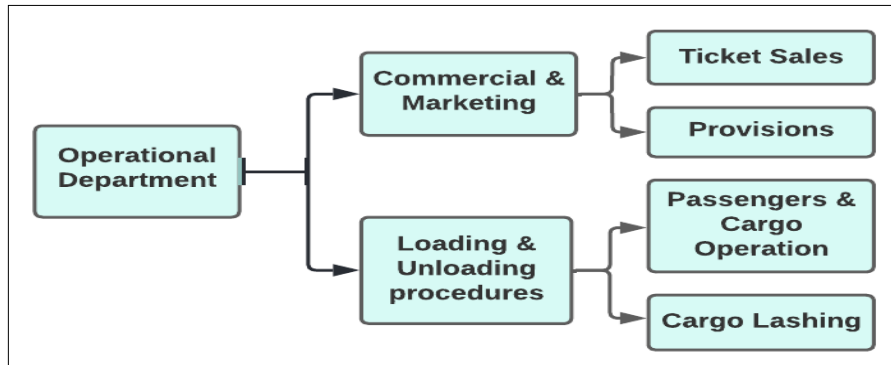 Operational
Department
Commercial &
Marketing
Ticket Sales
Provisions
Loading &
Unloading
procedures
Passengers &
Cargo
Operation
Cargo Lashing